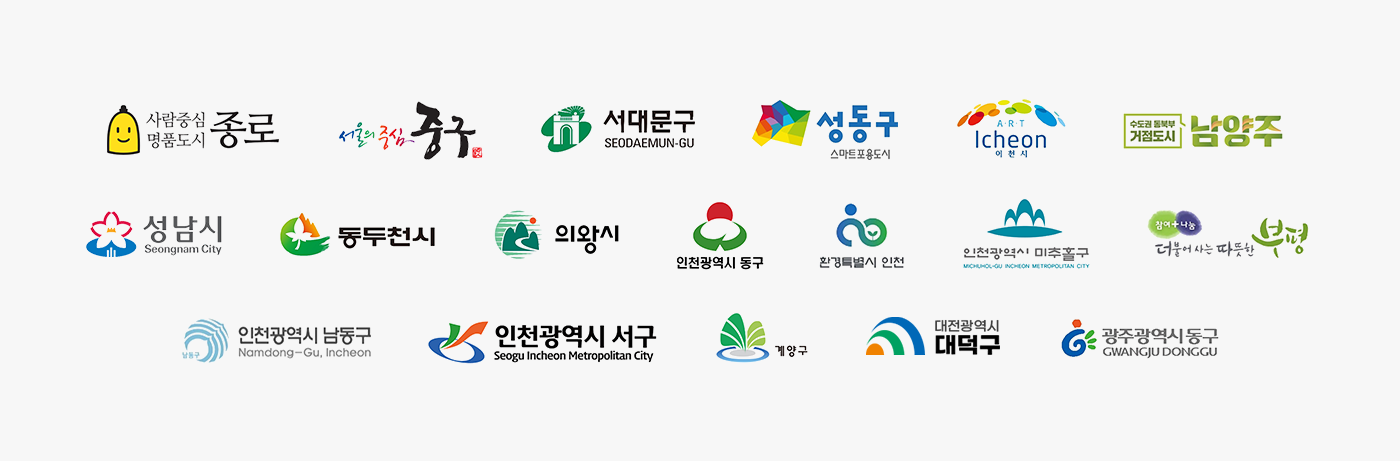 사람중심
명품도시
종로
서울의 중심 중구
서대문구
SEODAEMUN-GU
성동구
스마트포용도시
A·R·T
Icheon
이천시
수도권 동북부
거점도시
남양주
성남시
Seongnam City
동두천시
의왕시
인천광역시 동구
환경특별시 인천
인천광역시 미추홀구
MICHUHOL-GU INCHEON METROPOLITAN CITY
참여+나눔
더불어 사는 따뜻한 부평
남동구
인천광역시 남동구
Namdong-Gu, Incheon
인천광역시 서구
Seogu Incheon Metropolitan City
계양구
대전광역시
대덕구
광주광역시 동구
GWANGJU DONGGU